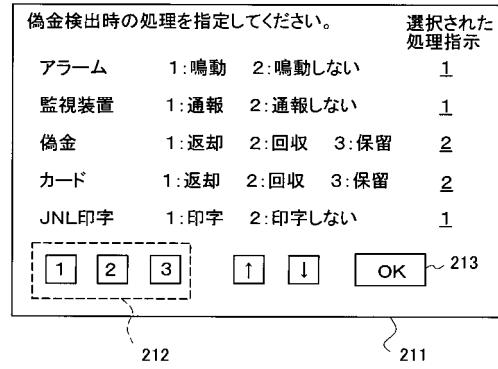 偽金検出時の処理を指定してください。 選択された
処理指示
アラーム 1:鳴動 2:鳴動しない 1
監視装置 1:通報 2:通報しない 1
偽金 1:返却 2:回収 3:保留 2
カード 1:返却 2:回収 3:保留 2
JNL印字 1:印字 2:印字しない 1
1 2 3 ↑ ↓ OK 213
212 211